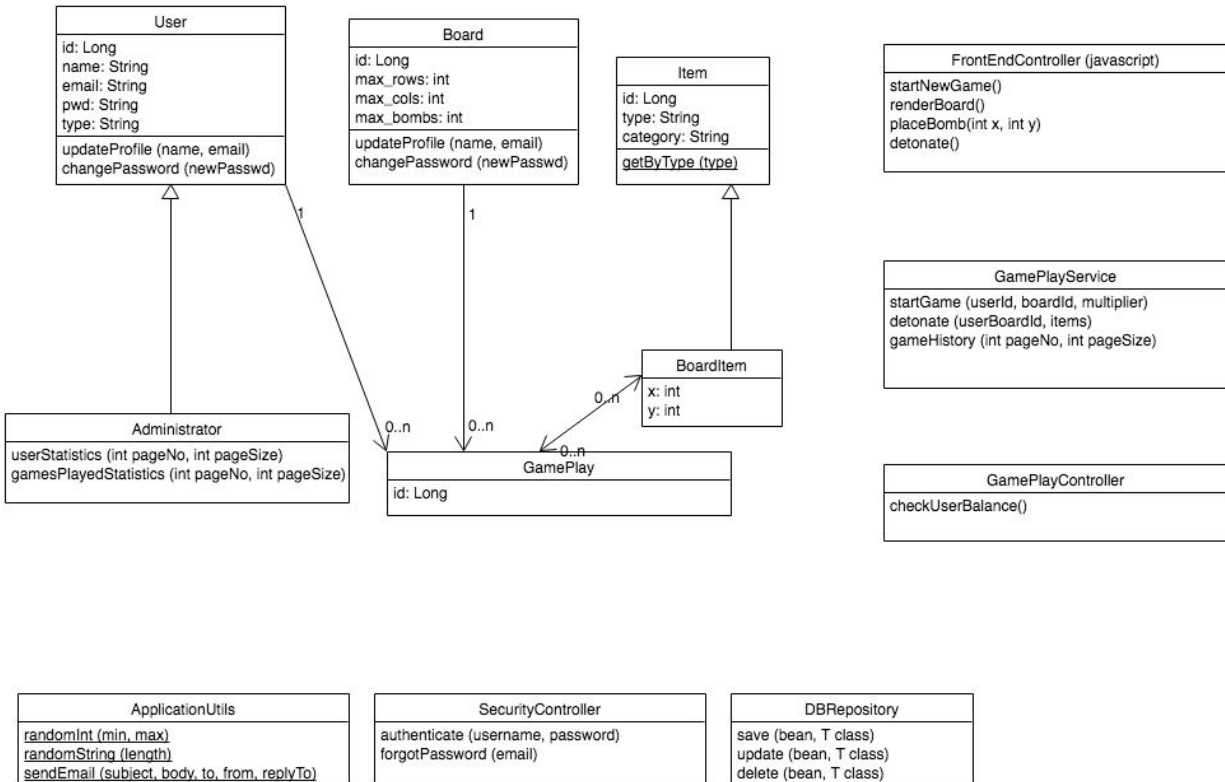 User
id: Long
name: String
email: String
pwd: String
type: String
updateProfile (name, email)
changePassword (newPasswd)
Board
id: Long
max_rows: int
max_cols: int
max_bombs: int
updateProfile (name, email)
changePassword (newPasswd)
Item
id: Long
type: String
category: String
getByType (type)
FrontEndController (javascript)
startNewGame()
renderBoard()
placeBomb(int x, int y)
detonate()
1
1
GamePlayService
startGame (userId, boardId, multiplier)
detonate (userBoardId, items)
gameHistory (int pageNo, int pageSize)
BoardItem
x: int
y: int
0..n
Administrator
userStatistics (int pageNo, int pageSize)
gamesPlayedStatistics (int pageNo, int pageSize)
0..n
0..n
0..n
GamePlay
id: Long
GamePlayController
checkUserBalance()
ApplicationUtils
randomInt (min, max)
randomString (length)
sendEmail (subject, body, to, from, replyTo)
SecurityController
authenticate (username, password)
forgotPassword (email)
DBRepository
save (bean, T class)
update (bean, T class)
delete (bean, T class)